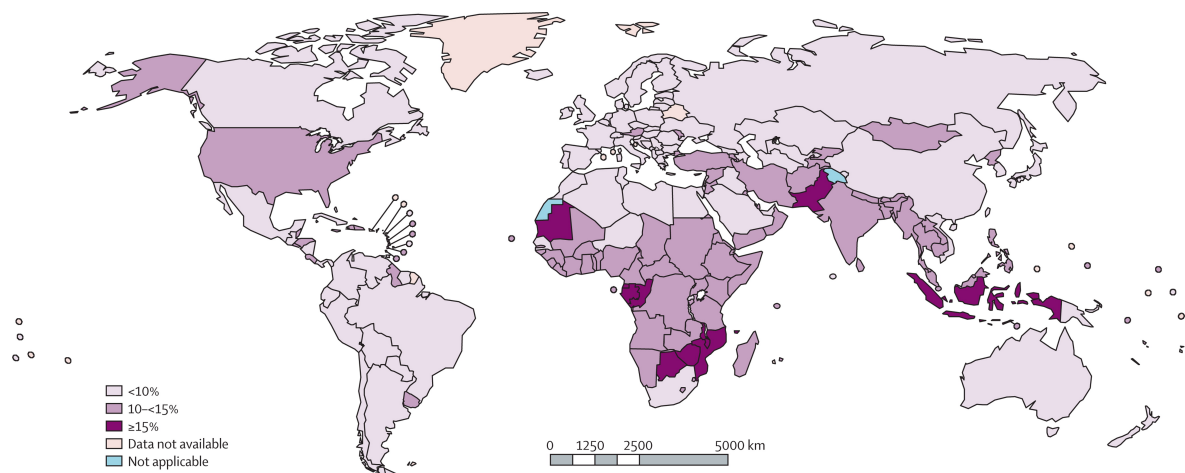 <10%
10–<15%
≥15%
Data not available
Not applicable
0 1250 2500 5000 km